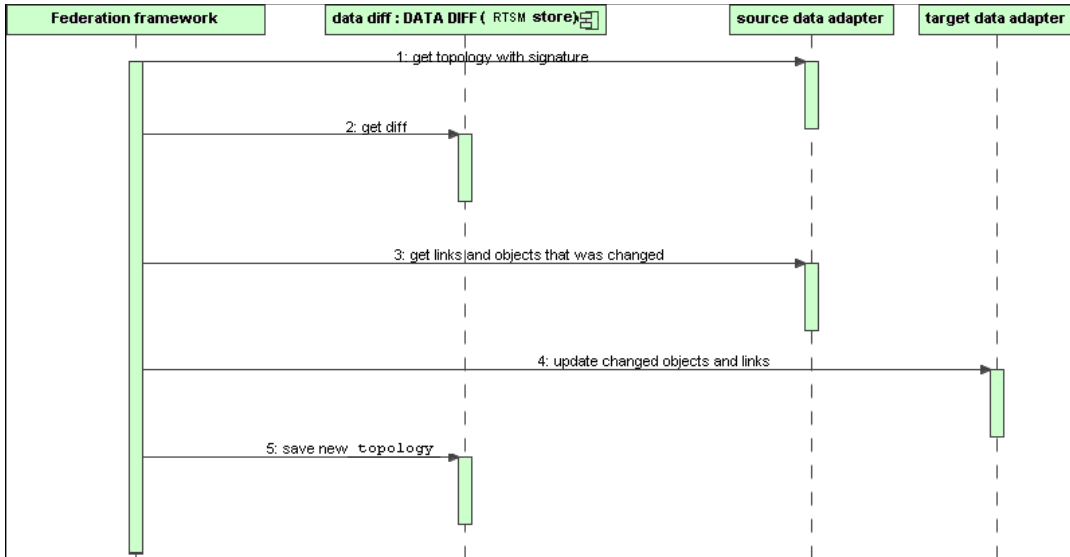 Federation framework
data diff : DATA DIFF( RTSM store)
source data adapter
target data adapter
1: get topology with signature
2: get diff
3: get links and objects that was changed
4: update changed objects and links
5: save new topology